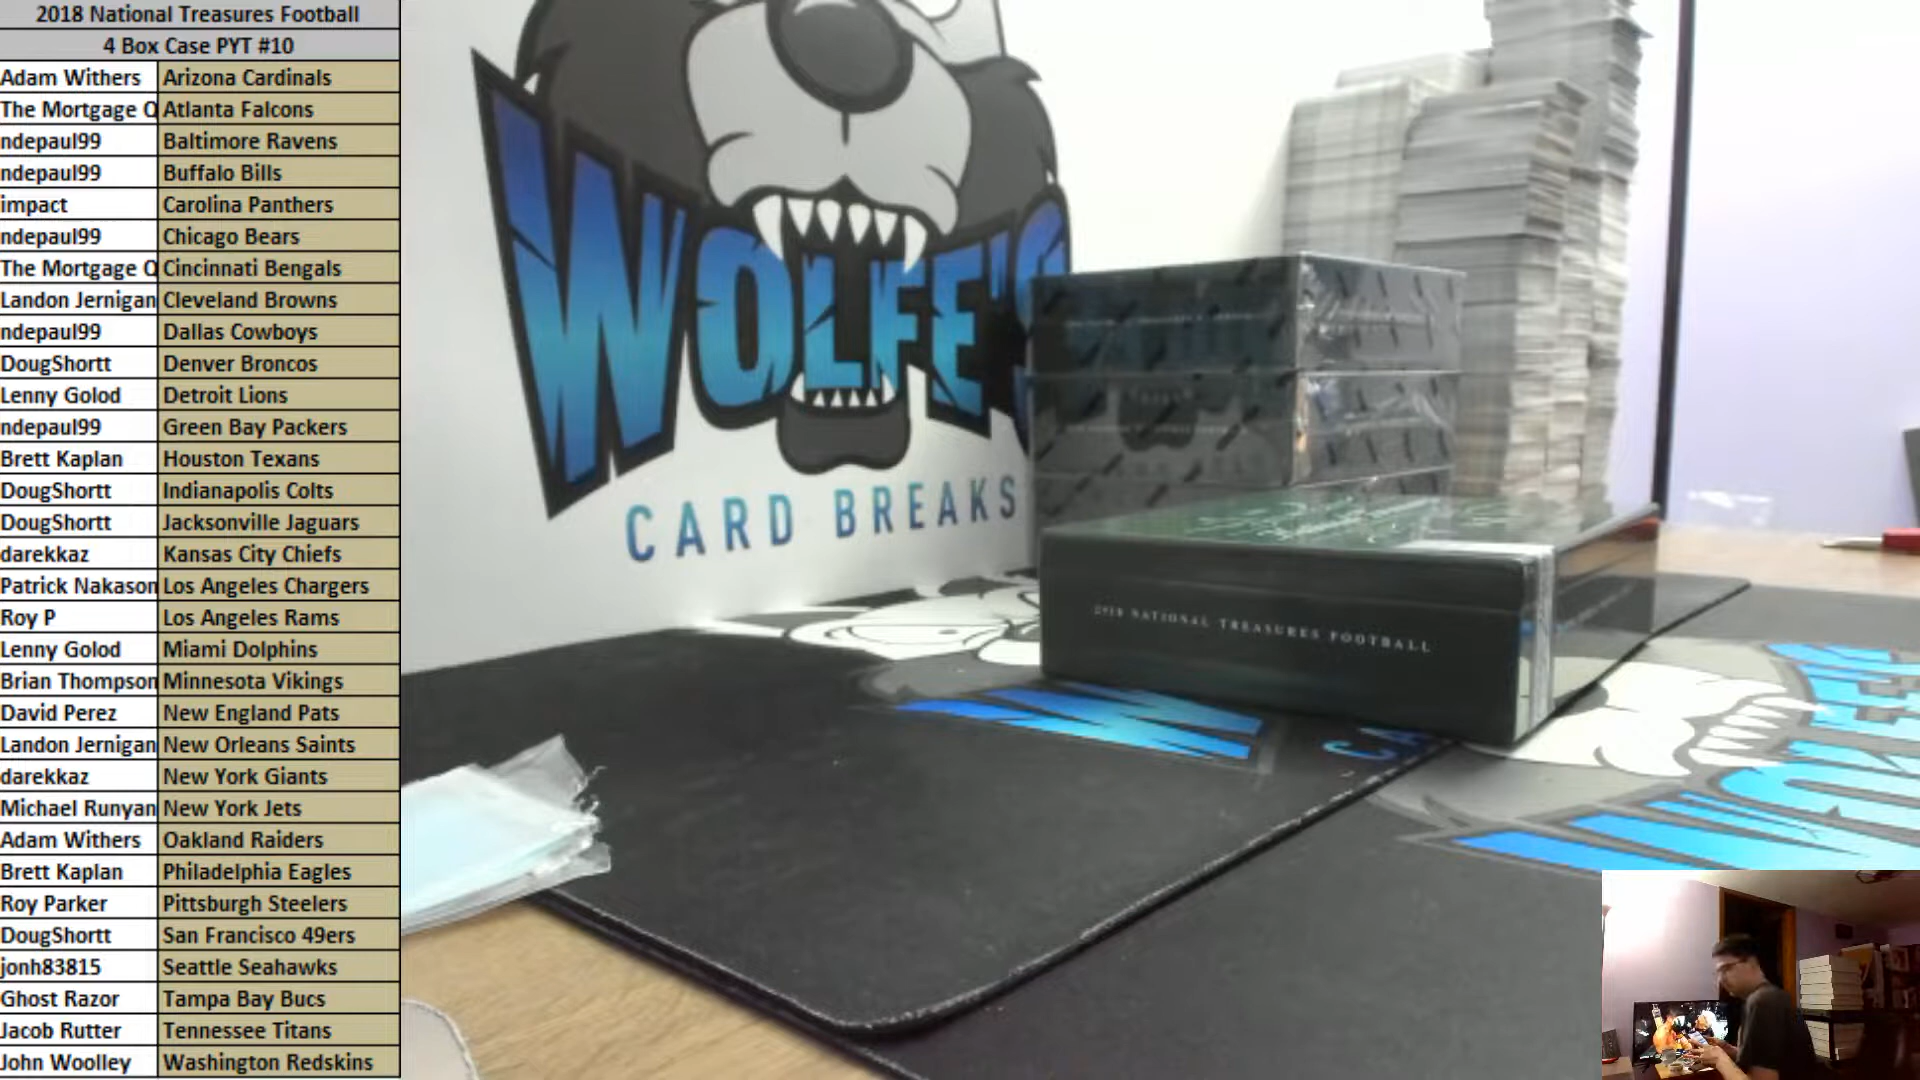 2018 National Treasures Football
4 Box Case PYT #10
Adam Withers Arizona Cardinals
The Mortgage Q Atlanta Falcons
ndepaul99 Baltimore Ravens
ndepaul99 Buffalo Bills
impact Carolina Panthers
ndepaul99 Chicago Bears
The Mortgage Q Cincinnati Bengals
Landon Jernigan Cleveland Browns
ndepaul99 Dallas Cowboys
DougShortt Denver Broncos
Lenny Golod Detroit Lions
ndepaul99 Green Bay Packers
Brett Kaplan Houston Texans
DougShortt Indianapolis Colts
DougShortt Jacksonville Jaguars
darekkaz Kansas City Chiefs
Patrick Nakason Los Angeles Chargers
Roy P Los Angeles Rams
Lenny Golod Miami Dolphins
Brian Thompson Minnesota Vikings
David Perez New England Pats
Landon Jernigan New Orleans Saints
darekkaz New York Giants
Michael Runyan New York Jets
Adam Withers Oakland Raiders
Brett Kaplan Philadelphia Eagles
Roy Parker Pittsburgh Steelers
DougShortt San Francisco 49ers
jonh83815 Seattle Seahawks
Ghost Razor Tampa Bay Bucs
Jacob Rutter Tennessee Titans
John Woolley Washington Redskins
WOLFE'S
CARD BREAKS
2018 NATIONAL TREASURES FOOTBALL
W
CA